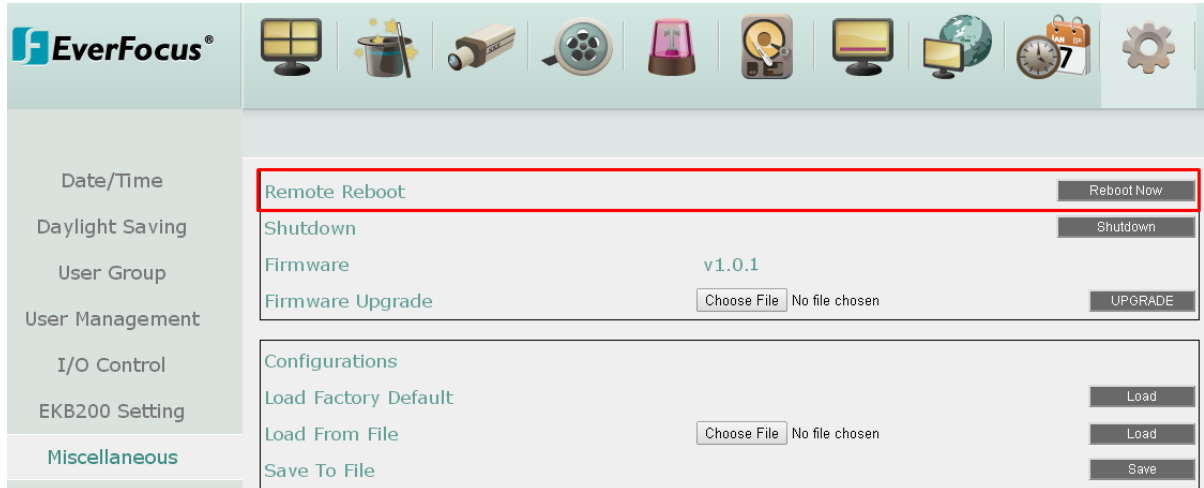 EverFocus®
JAN
7
Date/Time
Daylight Saving
User Group
User Management
I/O Control
EKB200 Setting
Miscellaneous
Remote Reboot Reboot Now
Shutdown Shutdown
Firmware v1.0.1
Firmware Upgrade Choose File No file chosen UPGRADE
Configurations
Load Factory Default Load
Load From File Choose File No file chosen Load
Save To File Save